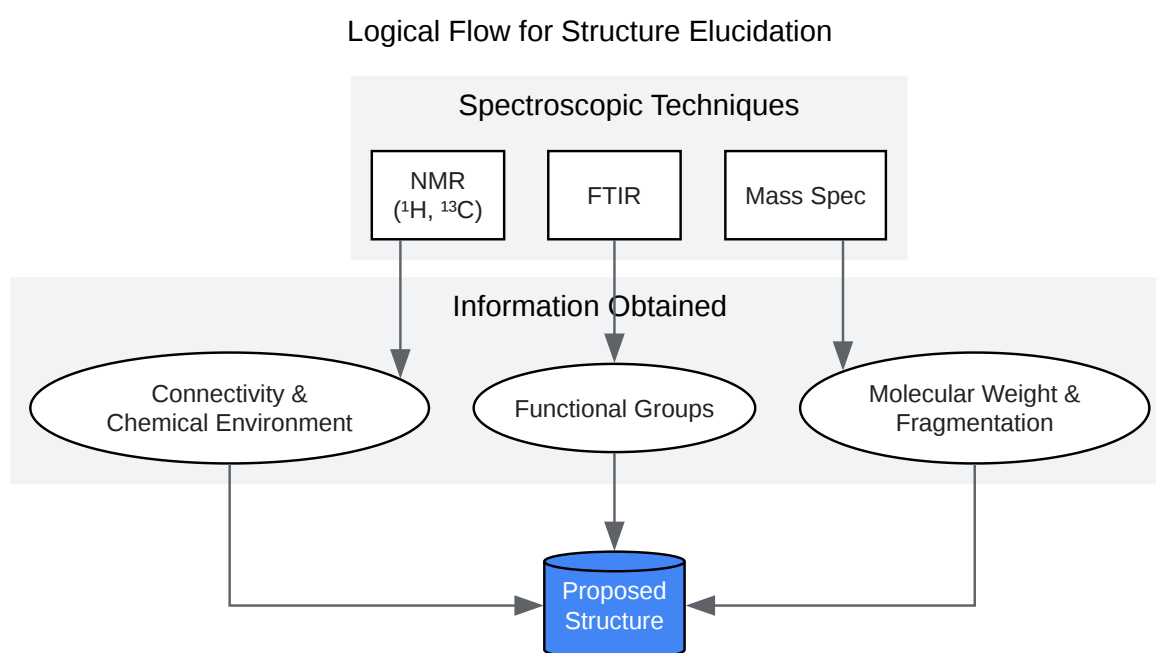 Logical Flow for Structure Elucidation
Spectroscopic Techniques
NMR
(¹H, ¹³C)
FTIR
Mass Spec
Information Obtained
Connectivity &
Chemical Environment
Functional Groups
Molecular Weight &
Fragmentation
Proposed
Structure